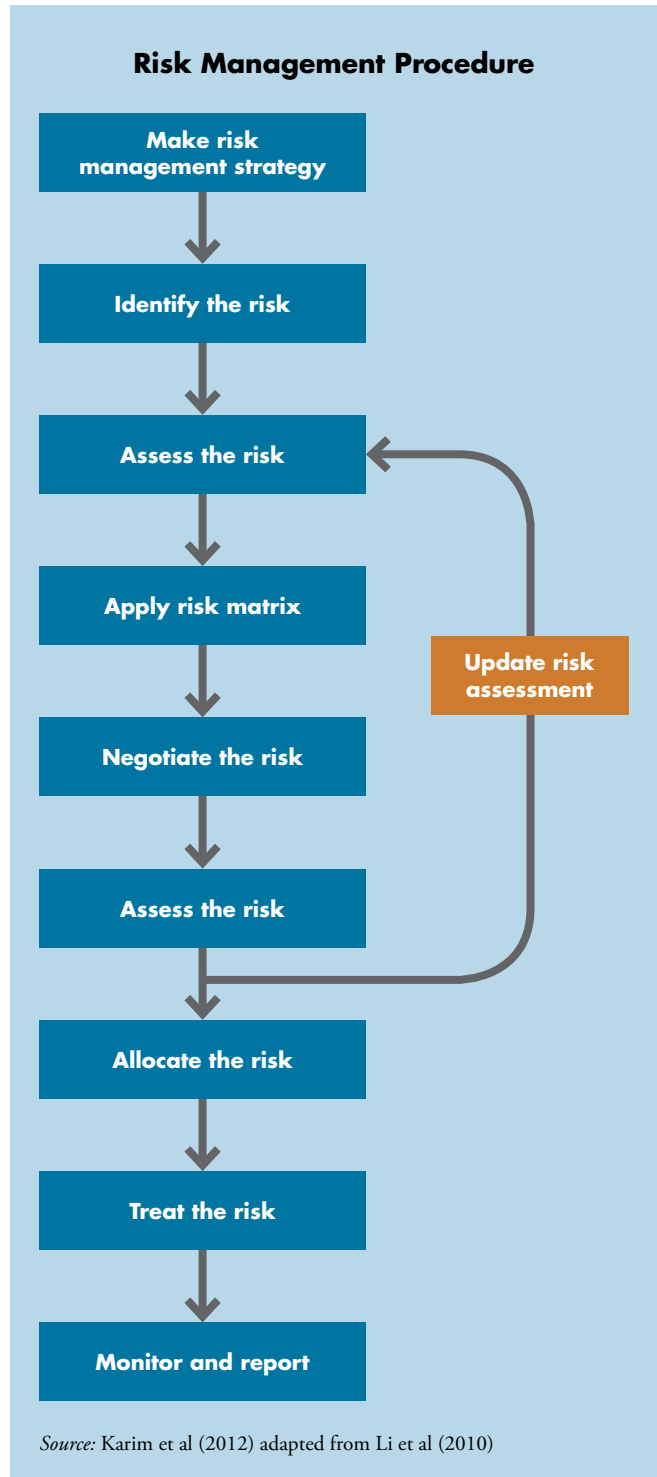 Risk Management Procedure
Make risk
management strategy
Identify the risk
Assess the risk
Apply risk matrix
Update risk
assessment
Negotiate the risk
Assess the risk
Allocate the risk
Treat the risk
Monitor and report
Source: Karim et al (2012) adapted from Li et al (2010)